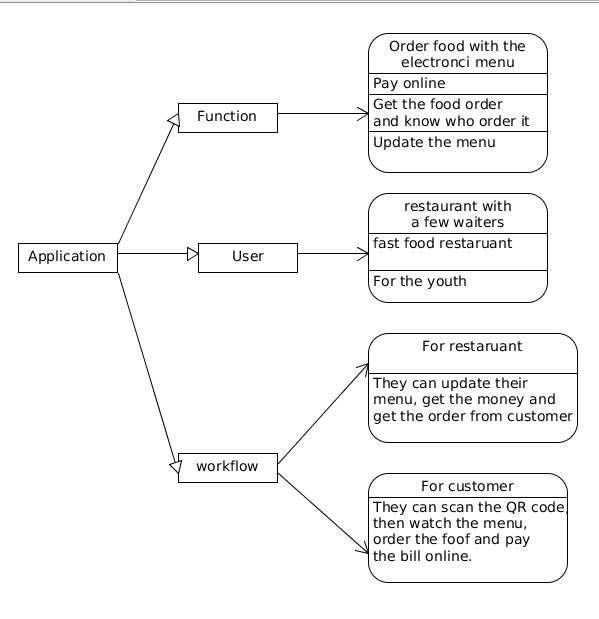 Order food with the
electronci menu
Pay online
Get the food order
and know who order it
Update the menu
Function
restaurant with
a few waiters
fast food restaruant
For the youth
Application
User
For restaruant
They can update their
menu, get the money and
get the order from customer
workflow
For customer
They can scan the QR code,
then watch the menu,
order the foof and pay
the bill online.